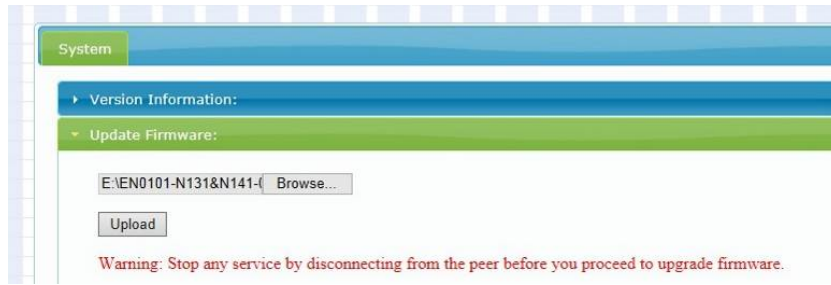 System
Version Information:
Update Firmware:
E:\EN0101-N131&N141-( Browse...
Upload
Warning: Stop any service by disconnecting from the peer before you proceed to upgrade firmware.